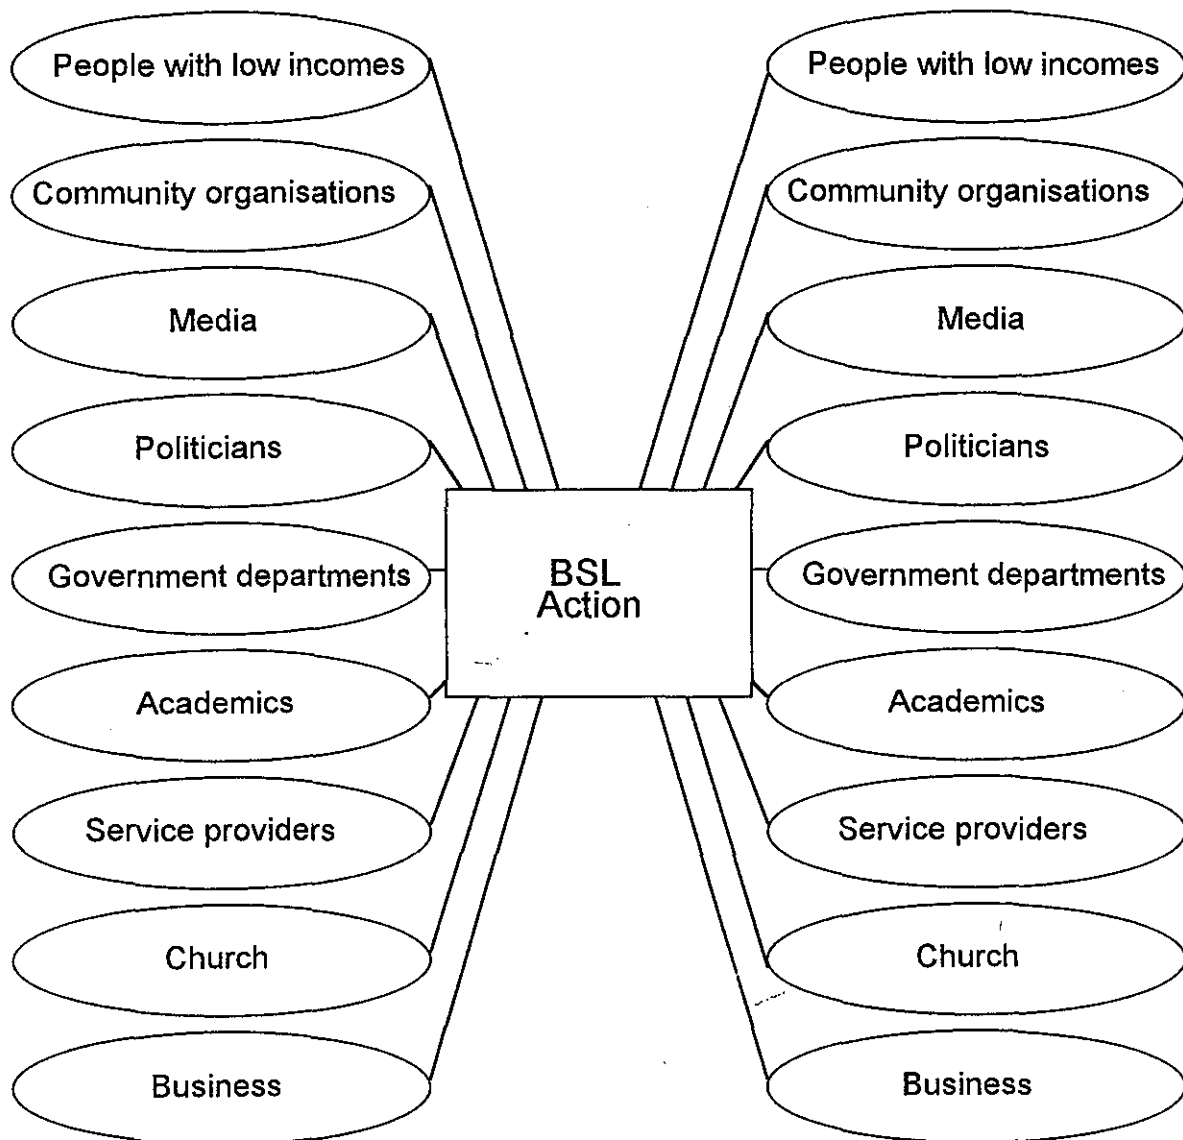 People with low incomes
Community organisations
Media
Politicians
Government departments
Academics
Service providers
Church
Business
BSL
Action
People with low incomes
Community organisations
Media
Politicians
Government departments
Academics
Service providers
Church
Business